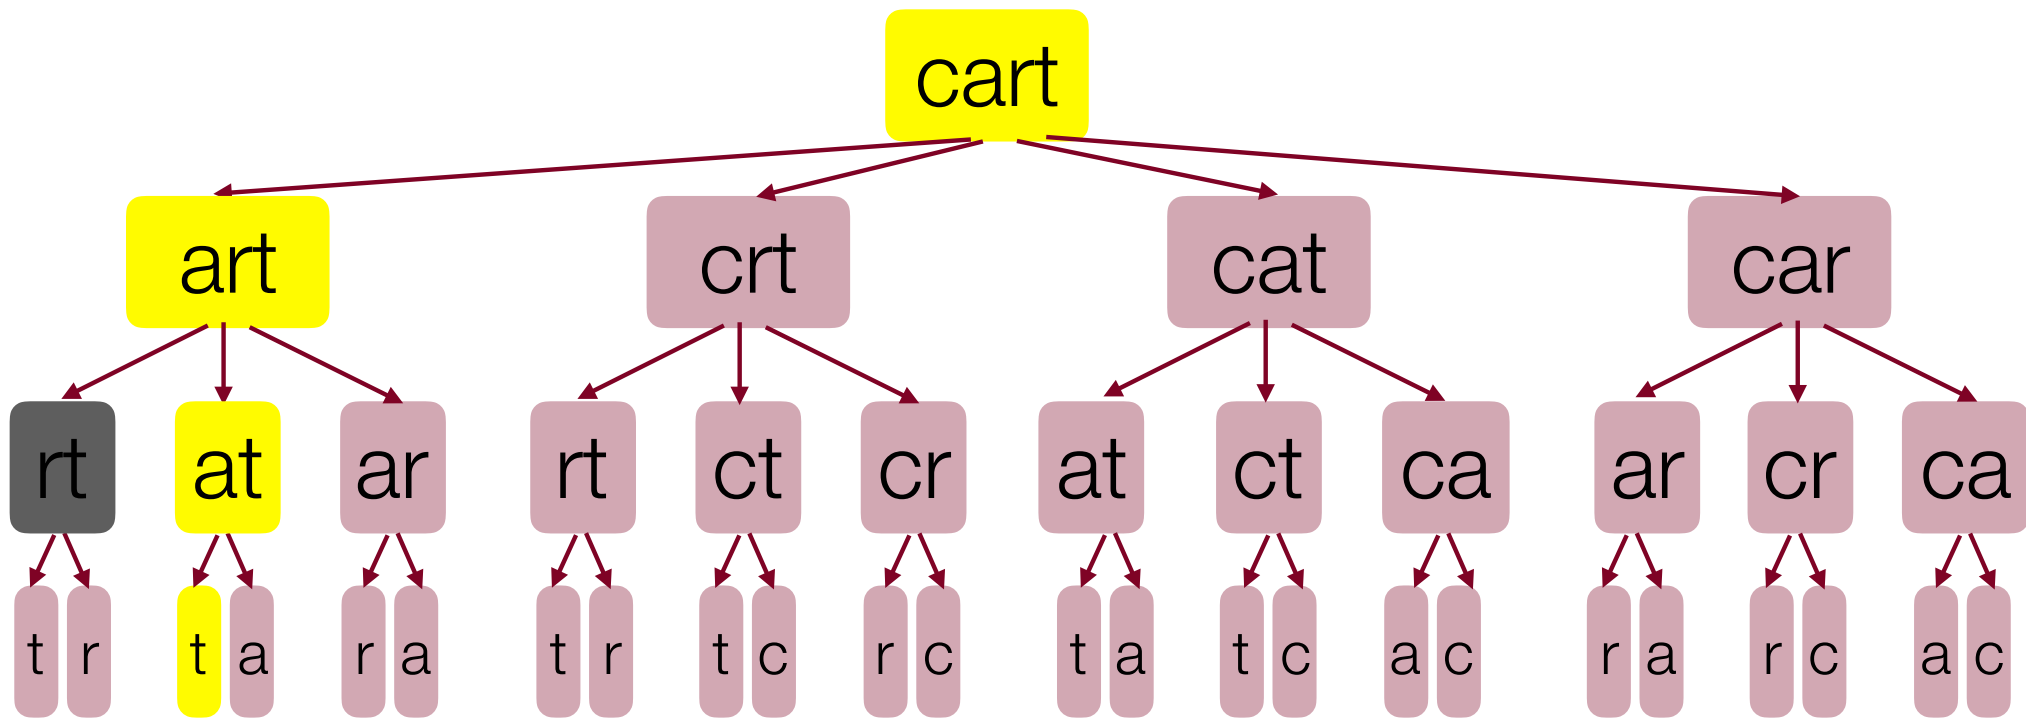 cart
art crt cat car
rt at ar rt ct cr at ct ca ar cr ca
t r t a r a t r t c r c t a t c a c r a r c a c